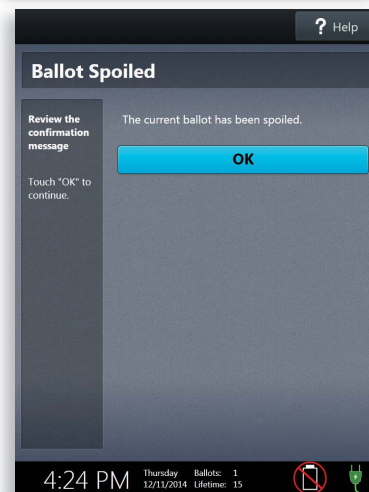 ? Help
Ballot Spoiled
Review the
confirmation
message
Touch "OK" to
continue.
The current ballot has been spoiled.
OK
4:24 PM
Thursday Ballots: 1
12/11/2014 Lifetime: 15